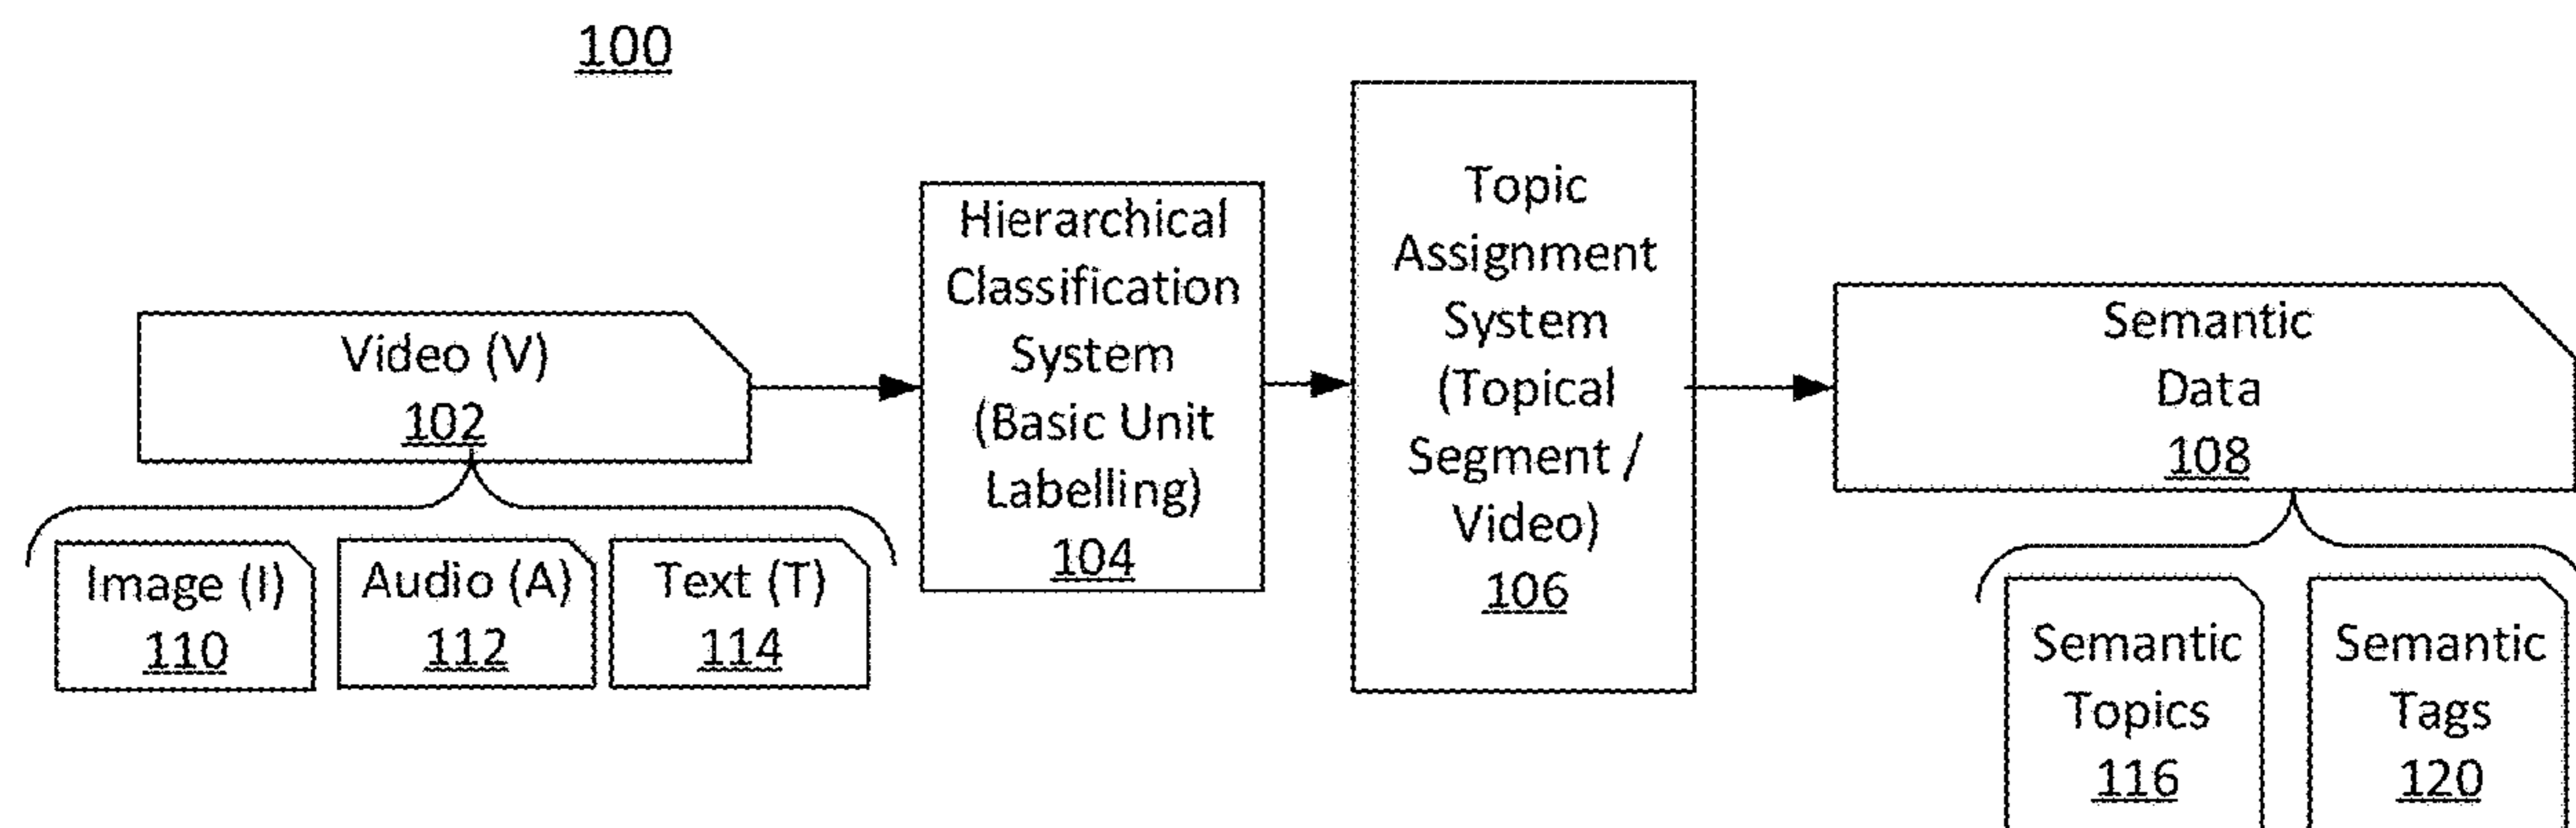 100
Video (V)
102
Image (I)
110
Audio (A)
112
Text (T)
114
Hierarchical
Classification
System
(Basic Unit
Labelling)
104
Topic
Assignment
System
(Topical
Segment /
Video)
106
Semantic
Data
108
Semantic
Topics
116
Semantic
Tags
120